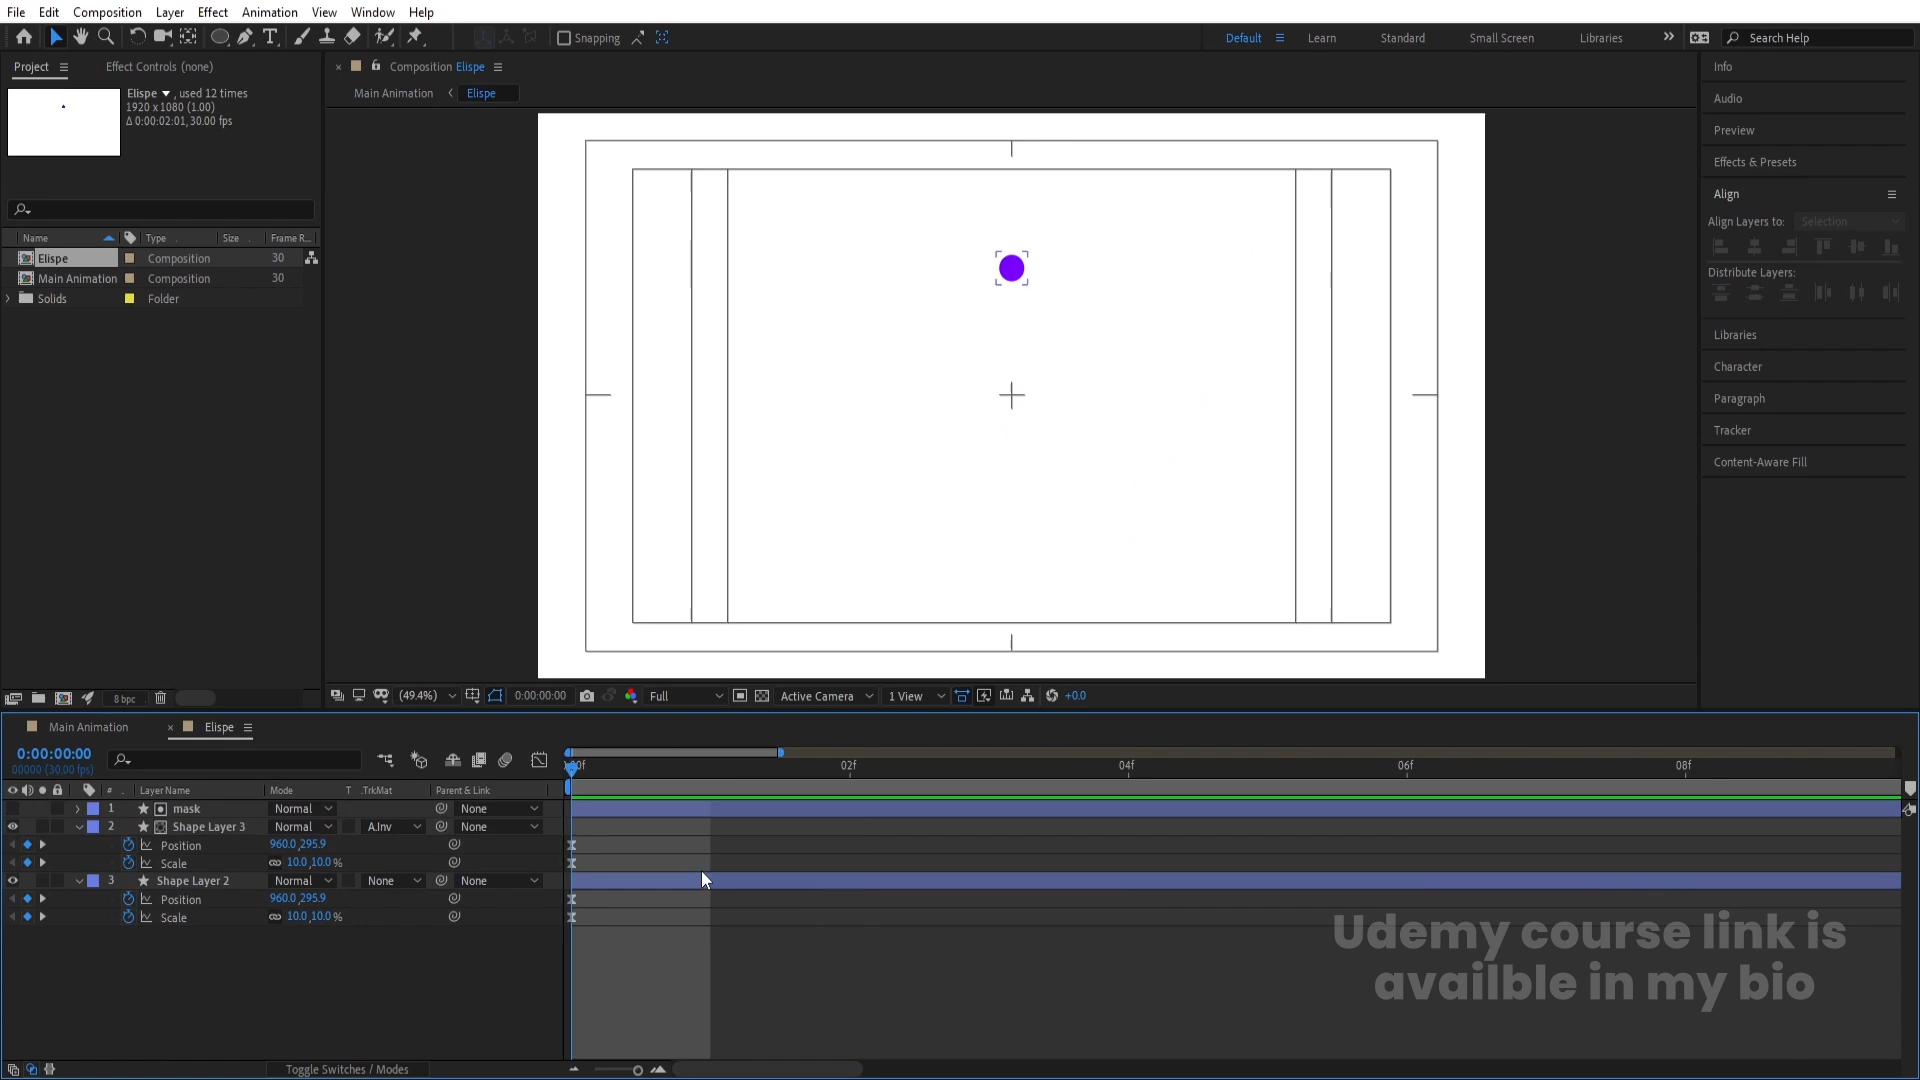 File Edit Composition Layer Effect Animation View Window Help
Snapping
Default Learn Standard Small Screen Libraries Search Help
Project Effect Controls (none)
Composition Elispe
Main Animation Elispe
Elispe , used 12 times
1920 x 1080 (1.00)
Δ 0:00:02:01, 30.00 fps
Name Type Size Frame R...
Elispe Composition 30
Main Animation Composition 30
Solids Folder
Info
Audio
Preview
Effects & Presets
Align
Align Layers to: Selection
Distribute Layers:
Libraries
Character
Paragraph
Tracker
Content-Aware Fill
8 bpc
(49.4%) 0:00:00:00 Full Active Camera 1 View +0.0
Main Animation Elispe
0:00:00:00
00000 (30.00 fps)
:00f 02f 04f 06f 08f
# Layer Name Mode T .TrkMat Parent & Link
1 mask Normal None
2 Shape Layer 3 Normal A.Inv None
Position 960.0,295.9
Scale 10.0,10.0 %
3 Shape Layer 2 Normal None None
Position 960.0,295.9
Scale 10.0,10.0 %
Toggle Switches / Modes
Udemy course link is
availble in my bio